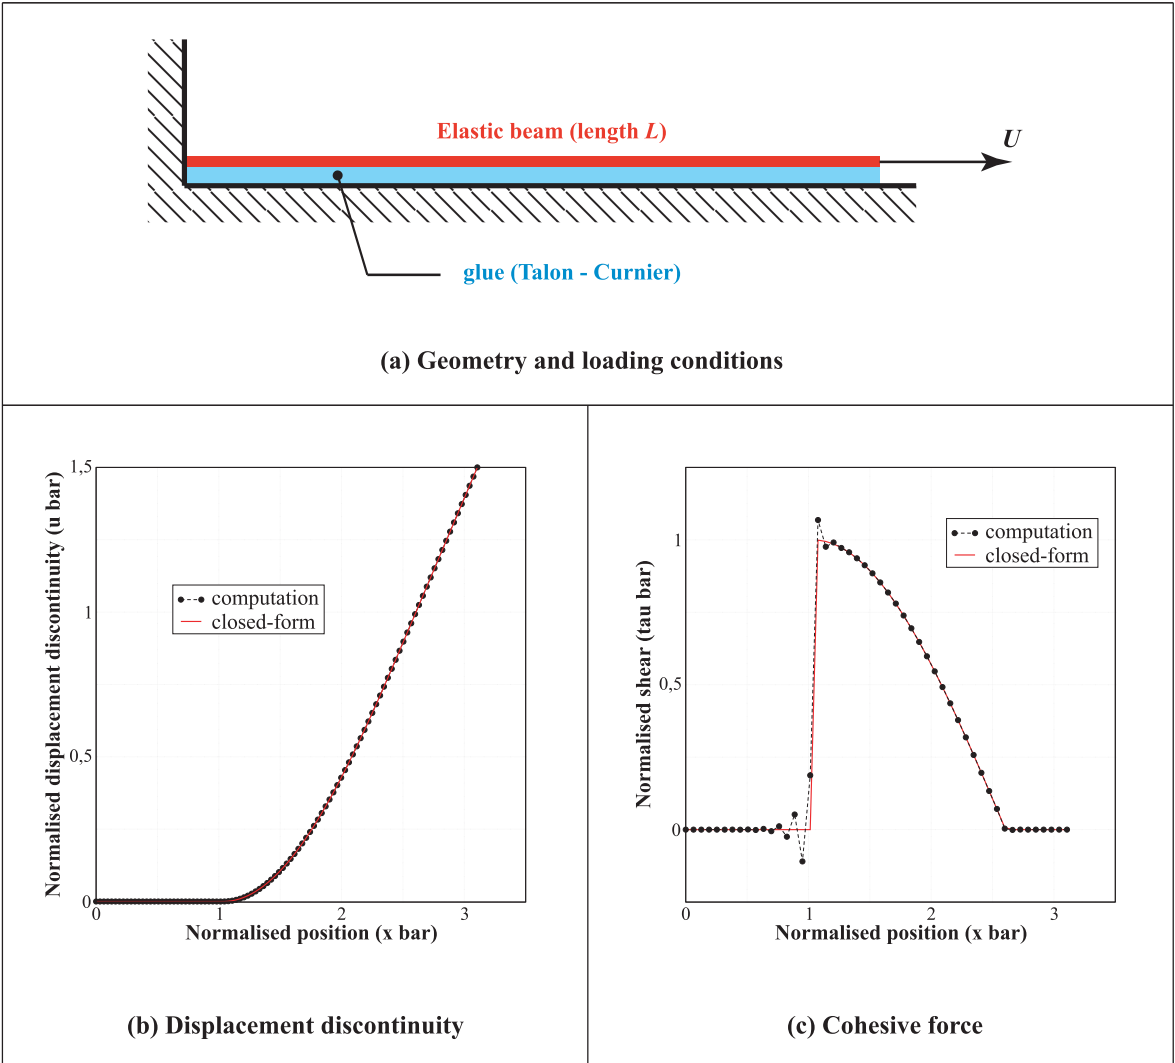 Elastic beam (length L)
U
glue (Talon - Curnier)
(a) Geometry and loading conditions
Normalised displacement discontinuity (u bar)
1,5
1
0,5
0
computation
closed-form
0 1 2 3
Normalised position (x bar)
(b) Displacement discontinuity
Normalised shear (tau bar)
1
0,5
0
computation
closed-form
0 1 2 3
Normalised position (x bar)
(c) Cohesive force